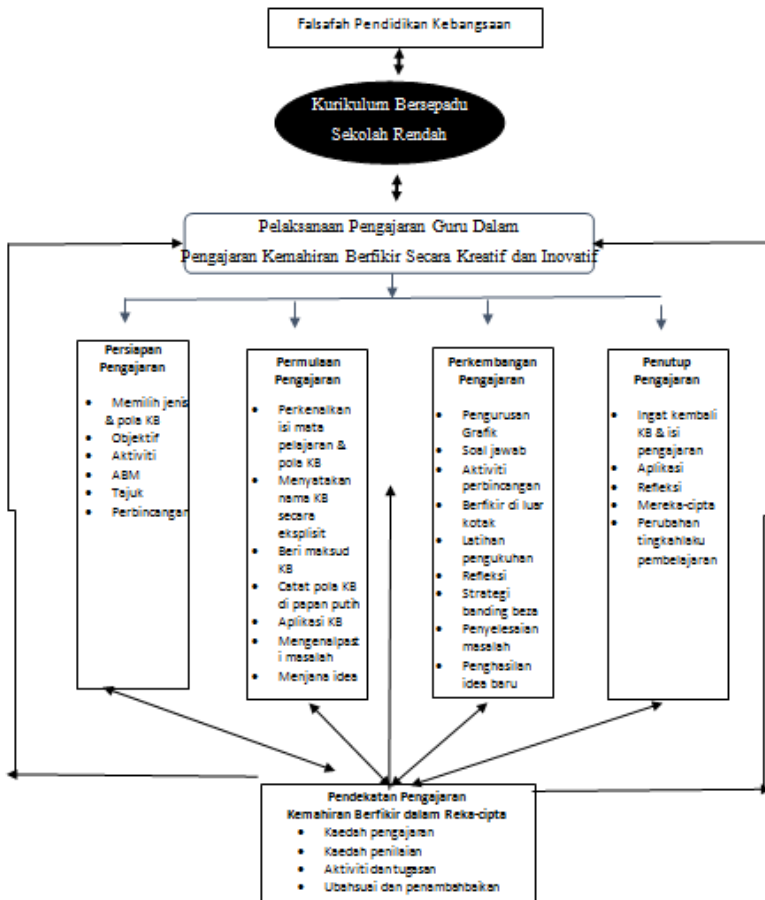 Falsafah Pendidikan Kebangsaan
Kurikulum Bersepadu
Sekolah Rendah
Pelaksanaan Pengajaran Guru Dalam
Pengajaran Kemahiran Berfikir Secara Kreatif dan Inovatif
Persiapan
Pengajaran
• Memilih jenis
& pola KB
• Objektif
• Aktiviti
• ABM
• Tajuk
• Perbincangan
Permulaan
Pengajaran
• Perkenalkan
isi mata
pelajaran &
pola KB
• Menyatakan
nama KB
secara
eksplisit
• Beri maksud
KB
• Catat pola KB
di papan putih
• Aplikasi KB
• Mengenalpast
i masalah
• Menjana idea
Perkembangan
Pengajaran
• Pengurusan
Grafik
• Soal jawab
• Aktiviti
perbincangan
• Berfikir di luar
kotak
• Latihan
pengukuhan
• Refleksi
• Strategi
banding beza
• Penyelesaian
masalah
• Penghasilan
idea baru
Penutup
Pengajaran
• Ingat kembali
KB & isi
pengajaran
• Aplikasi
• Refleksi
• Mereka-cipta
• Perubahan
tingkahlaku
pembelajaran
Pendekatan Pengajaran
Kemahiran Berfikir dalam Reka-cipta
• Kaedah pengajaran
• Kaedah penilaian
• Aktiviti dan tugasan
• Ubahsuai dan penambahbaikan